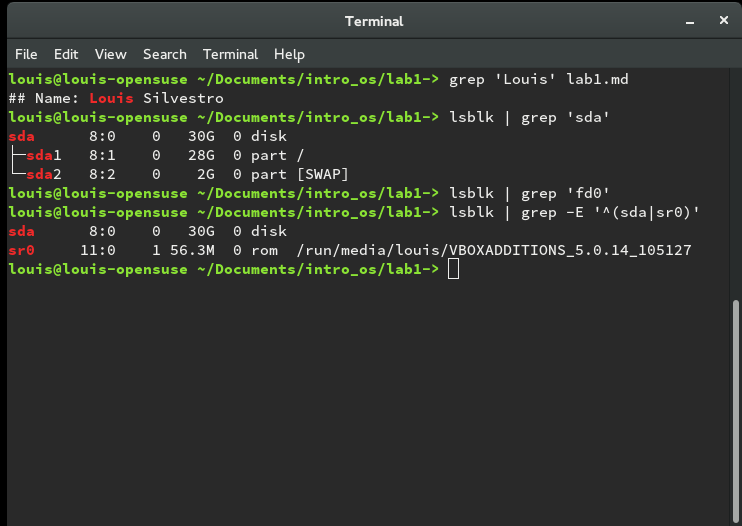 Terminal
File Edit View Search Terminal Help
louis@louis-opensuse ~/Documents/intro_os/lab1-> grep 'Louis' lab1.md
## Name: Louis Silvestro
louis@louis-opensuse ~/Documents/intro_os/lab1-> lsblk | grep 'sda'
sda      8:0    0   30G  0 disk
├─sda1   8:1    0   28G  0 part /
└─sda2   8:2    0    2G  0 part [SWAP]
louis@louis-opensuse ~/Documents/intro_os/lab1-> lsblk | grep 'fd0'
louis@louis-opensuse ~/Documents/intro_os/lab1-> lsblk | grep -E '^(sda|sr0)'
sda      8:0    0   30G  0 disk
sr0     11:0    1 56.3M  0 rom  /run/media/louis/VBOXADDITIONS_5.0.14_105127
louis@louis-opensuse ~/Documents/intro_os/lab1->